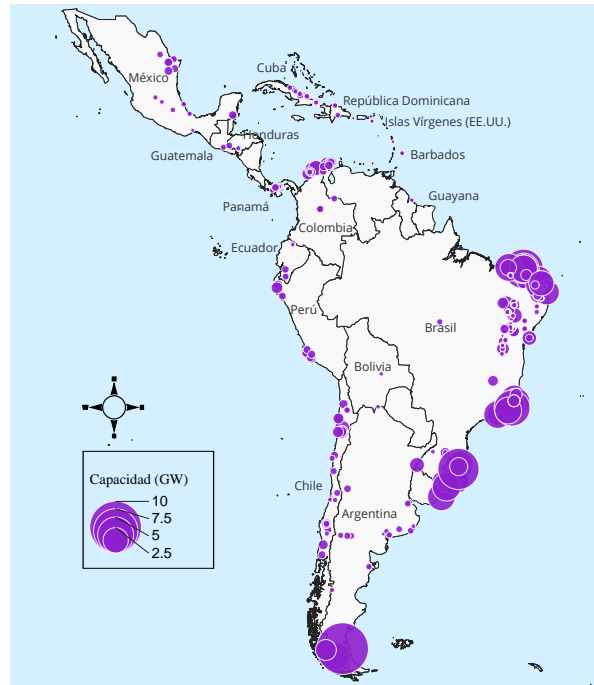 Cuba
México
República Dominicana
Islas Vírgenes (EE.UU.)
Honduras
Guatemala
Barbados
Panamá
Guayana
Colombia
Ecuador
Perú
Brasil
Bolivia
Chile
Argentina
Capacidad (GW)
10
7.5
5
2.5